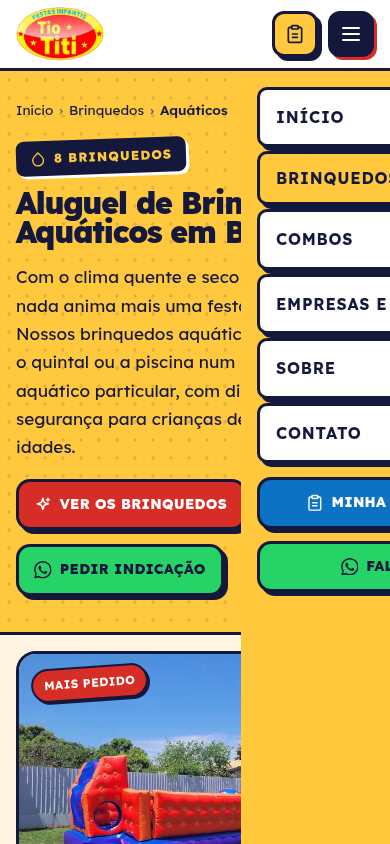 FESTAS INFANTIS
Tio
Titi
Início › Brinquedos › Aquáticos
8 BRINQUEDOS
Aluguel de Brin
Aquáticos em B
Com o clima quente e seco
nada anima mais uma festa
Nossos brinquedos aquátic
o quintal ou a piscina num
aquático particular, com di
segurança para crianças de
idades.
VER OS BRINQUEDOS
PEDIR INDICAÇÃO
MAIS PEDIDO
INÍCIO
BRINQUEDOS
COMBOS
EMPRESAS E
SOBRE
CONTATO
MINHA
FAL